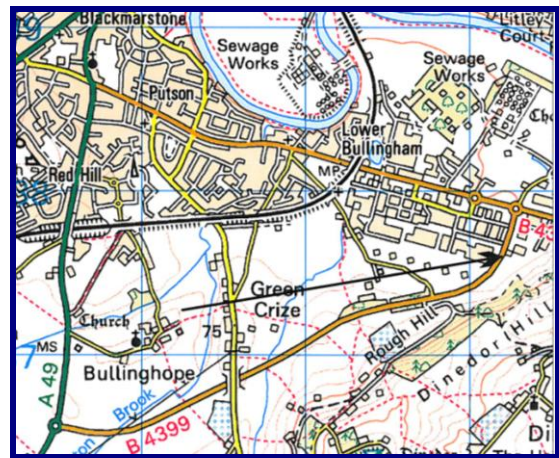 Blackmarstone
Litley
Court
Sewage
Works
Sewage
Works
Putson
Lower
Bullingham
Red Hill
MP
B 43
Green
Crize
Church
75
MS
Bullinghope
Rough Hill
Dinedor Hill
A 49
Brook
B 4399